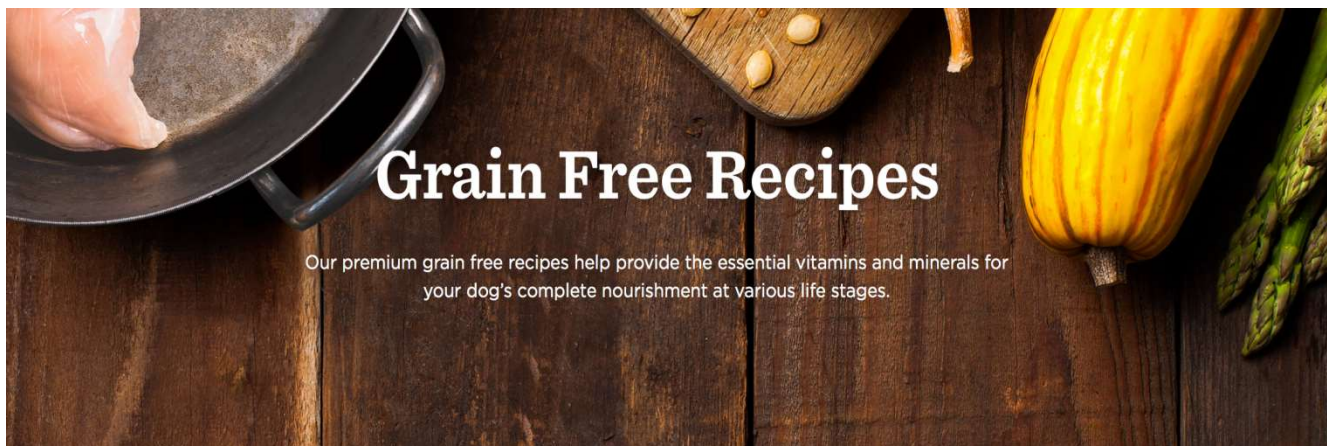 Grain Free Recipes
Our premium grain free recipes help provide the essential vitamins and minerals for
your dog’s complete nourishment at various life stages.